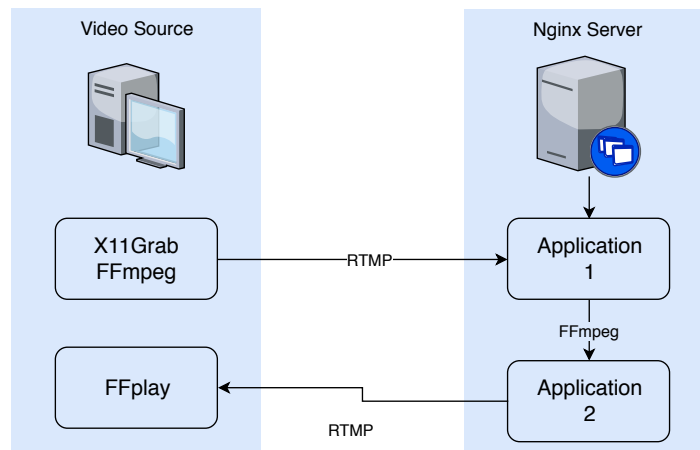 Video Source
Nginx Server
X11Grab
FFmpeg
RTMP
Application
1
FFmpeg
FFplay
Application
2
RTMP